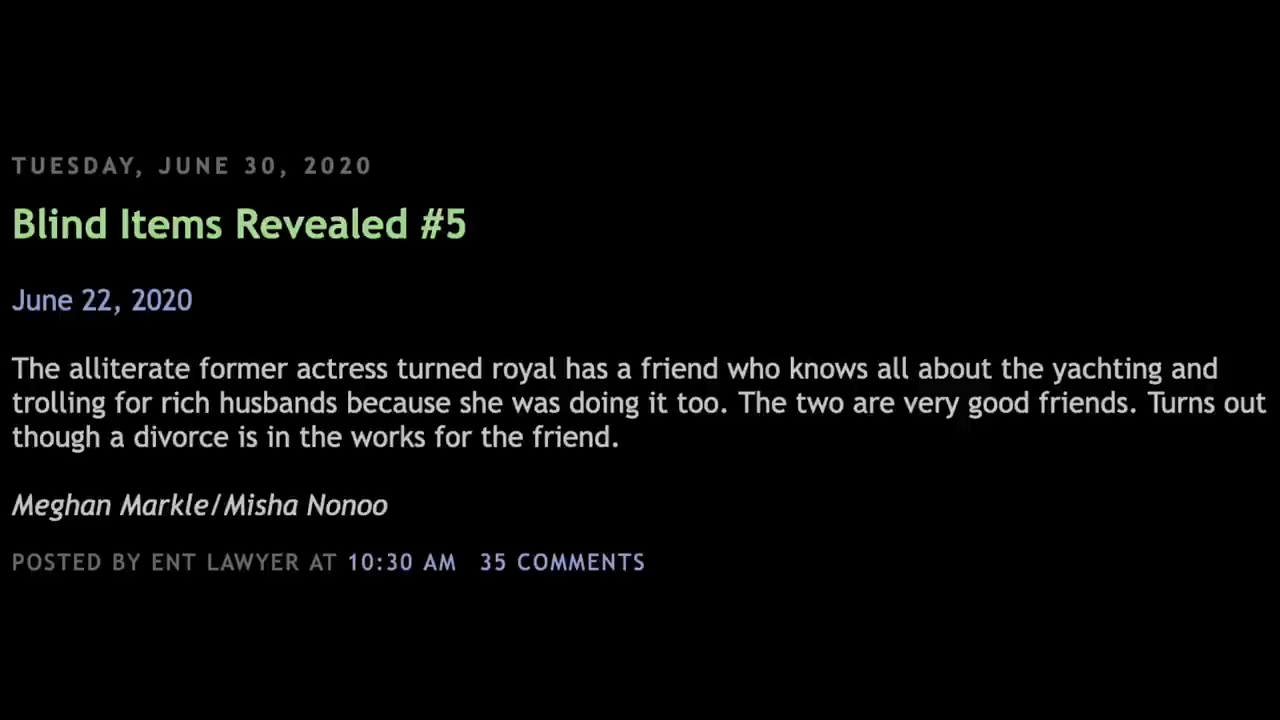 TUESDAY, JUNE 30, 2020
Blind Items Revealed #5
June 22, 2020
The alliterate former actress turned royal has a friend who knows all about the yachting and
trolling for rich husbands because she was doing it too. The two are very good friends. Turns out
though a divorce is in the works for the friend.
Meghan Markle/Misha Nonoo
POSTED BY ENT LAWYER AT 10:30 AM 35 COMMENTS